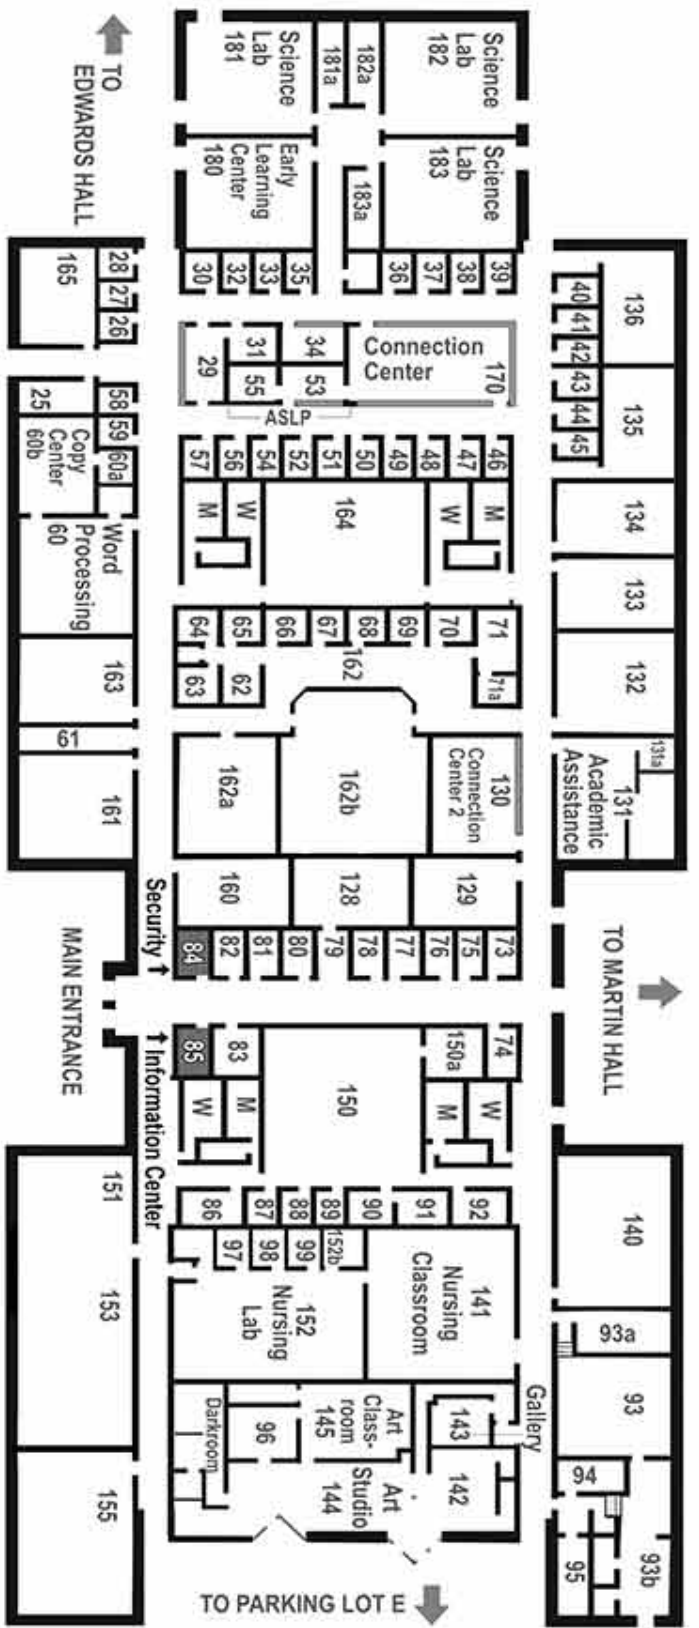 TO
EDWARDS HALL
Science
Lab
181
181a
182a
Science
Lab
182
Early
Learning
Center
180
183a
Science
Lab
183
30
32
33
35
36
37
38
39
165
28
27
26
29
31
34
55
53
Connection
Center
170
ASLP
136
40
41
42
135
43
44
45
25
58
59
60a
Copy
Center
60b
Word
Processing
60
57
56
54
52
51
50
49
48
47
46
M
W
164
W
M
134
133
132
163
61
161
64
65
66
67
68
69
70
71
63
62
162
71a
162a
162b
Connection
Center 2
130
131a
131
Academic
Assistance
160
128
129
Security
84
82
81
80
79
78
77
76
75
73
MAIN ENTRANCE
TO MARTIN HALL
Information Center
85
83
150
150a
74
W
M
M
W
151
153
155
86
87
88
89
90
91
92
97
98
99
152b
152
Nursing
Lab
141
Nursing
Classroom
140
93a
93
94
93b
95
Gallery
Darkroom
96
Art
Class-
room
145
143
142
Art
Studio
144
TO PARKING LOT E